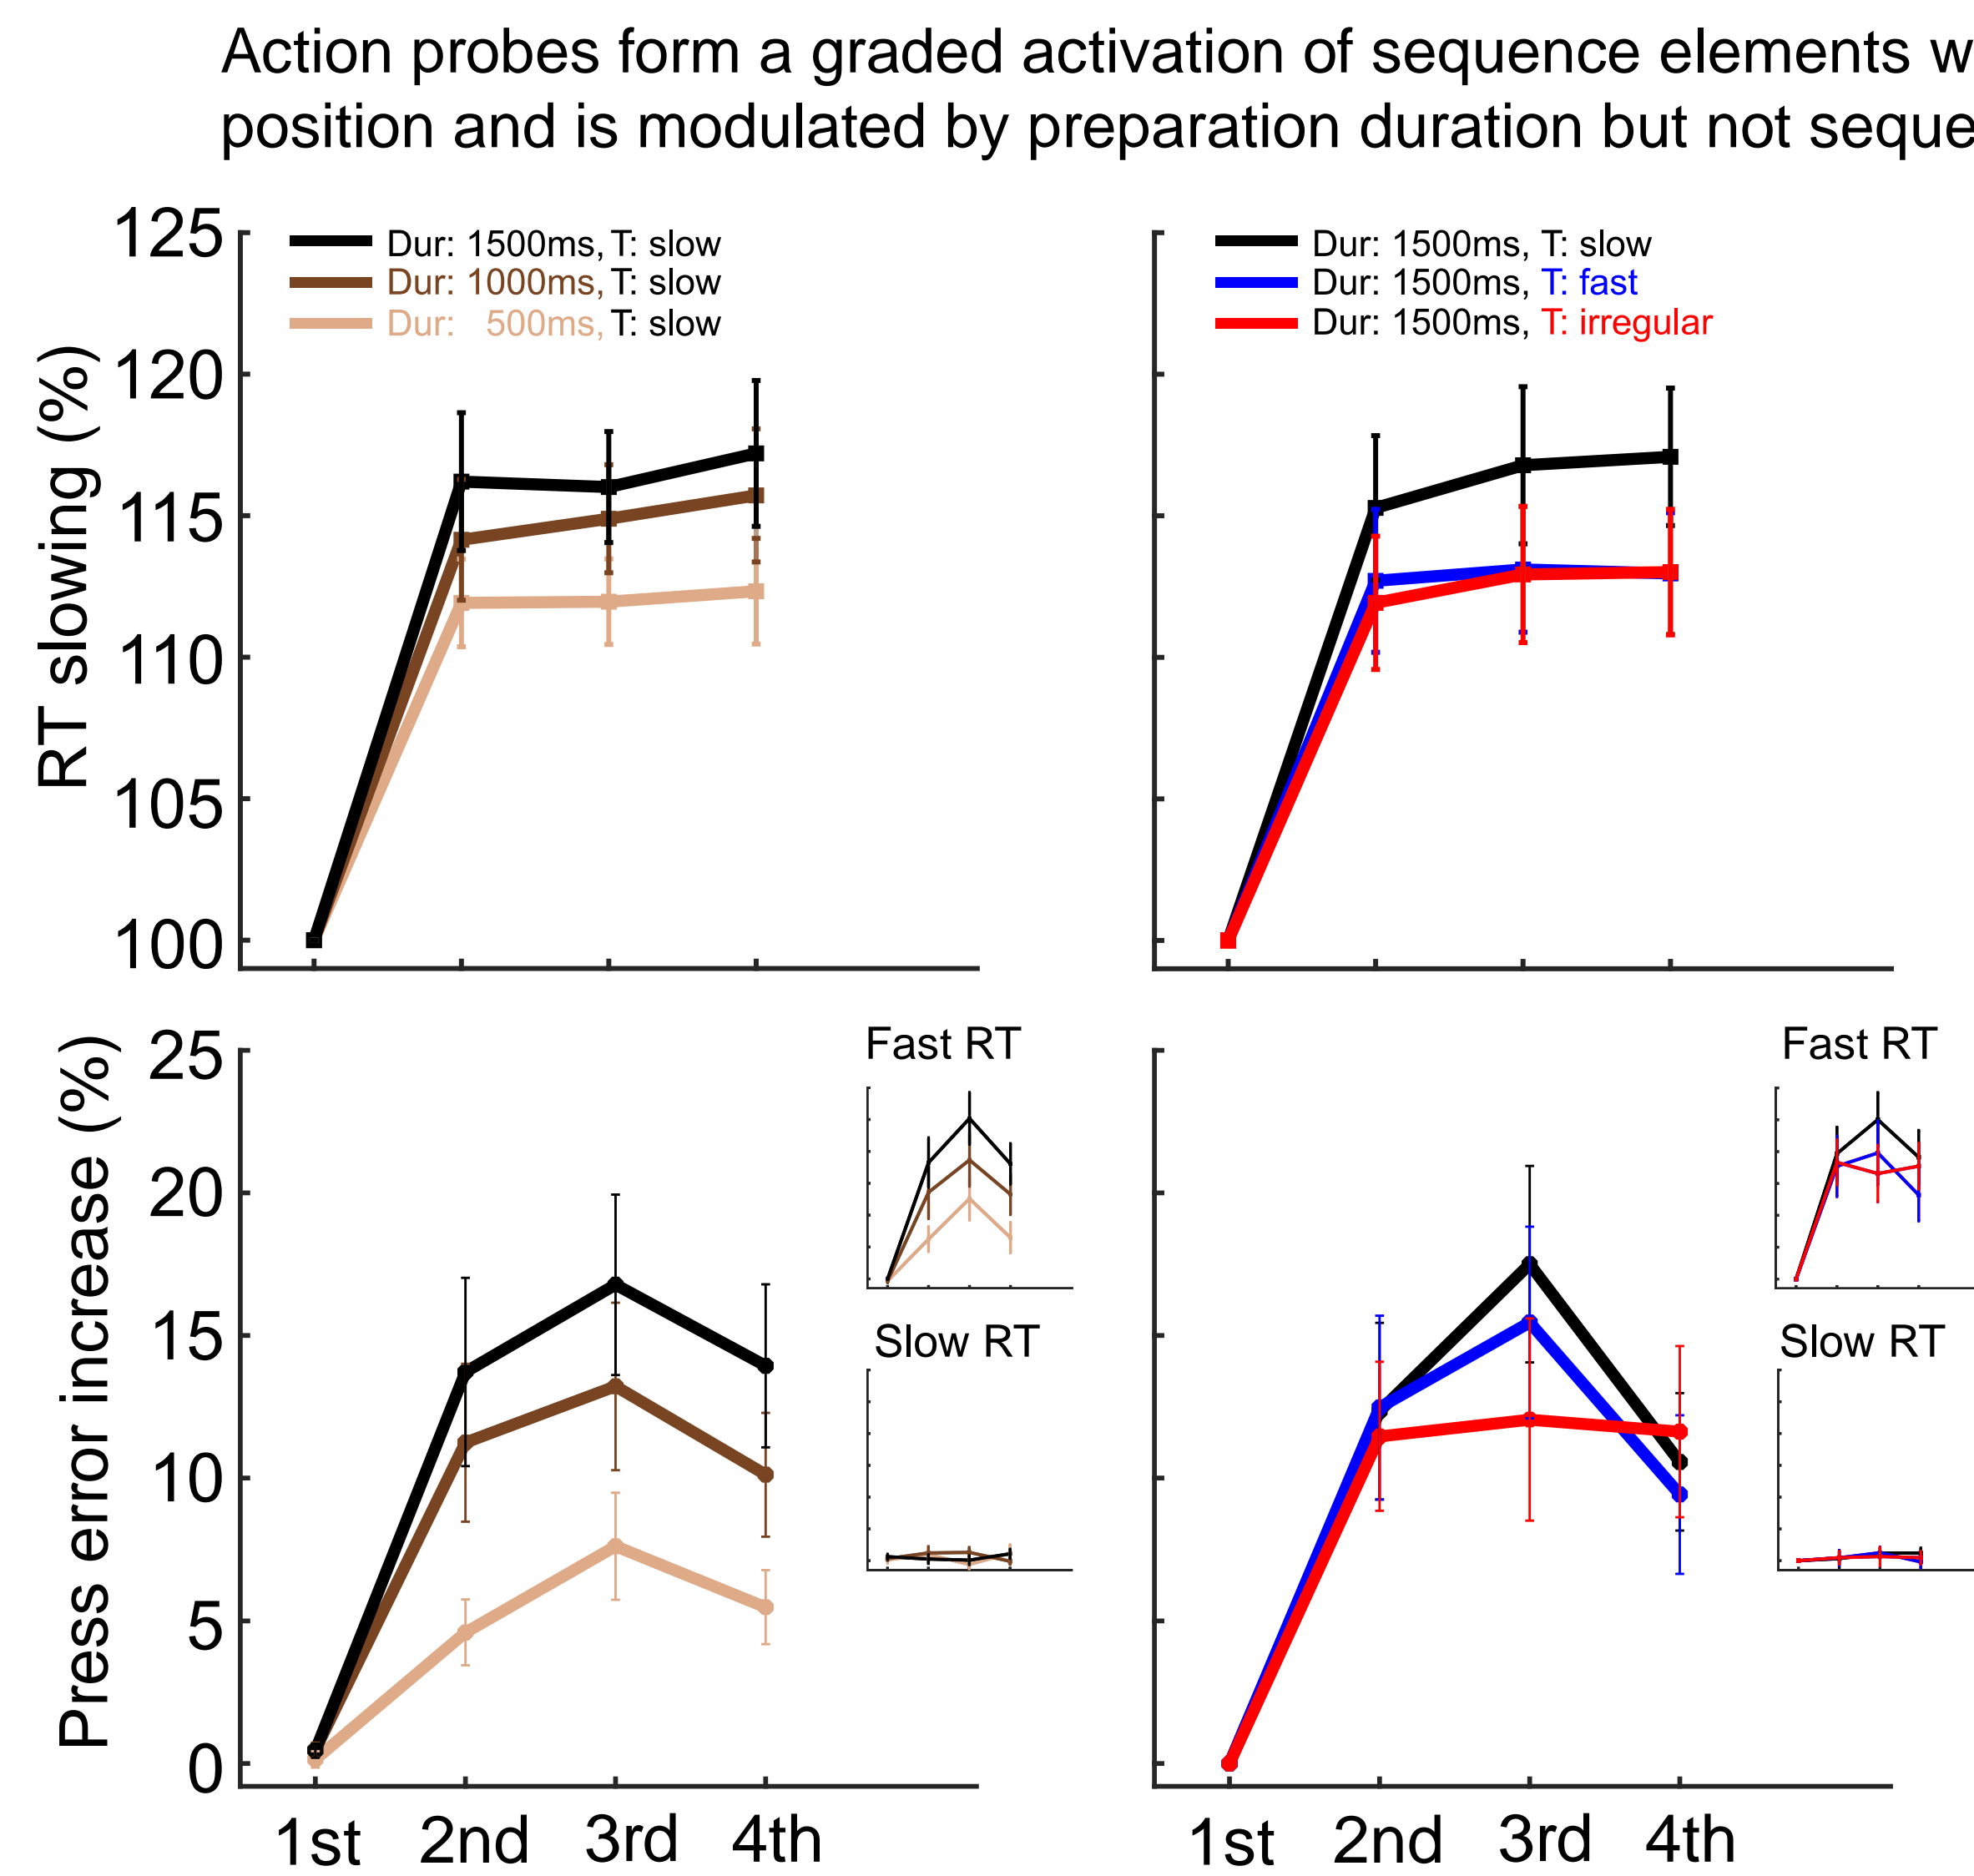 Action probes form a graded activation of sequence elements w
position and is modulated by preparation duration but not seque
125
120
115
110
105
100
RT slowing (%)
Dur: 1500ms, T: slow
Dur: 1000ms, T: slow
Dur: 500ms, T: slow
Dur: 1500ms, T: slow
Dur: 1500ms, T: fast
Dur: 1500ms, T: irregular
25
20
15
10
5
0
Press error increase (%)
Fast RT
Slow RT
Fast RT
Slow RT
1st 2nd 3rd 4th
1st 2nd 3rd 4th